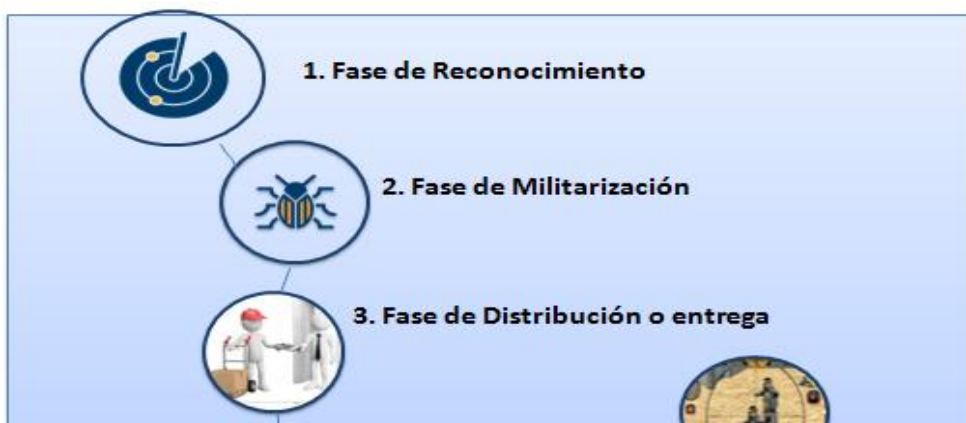 1. Fase de Reconocimiento
2. Fase de Militarización
3. Fase de Distribución o entrega